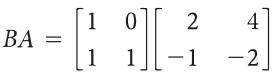 BA = [1 0; 1 1] [2 4; −1 −2]